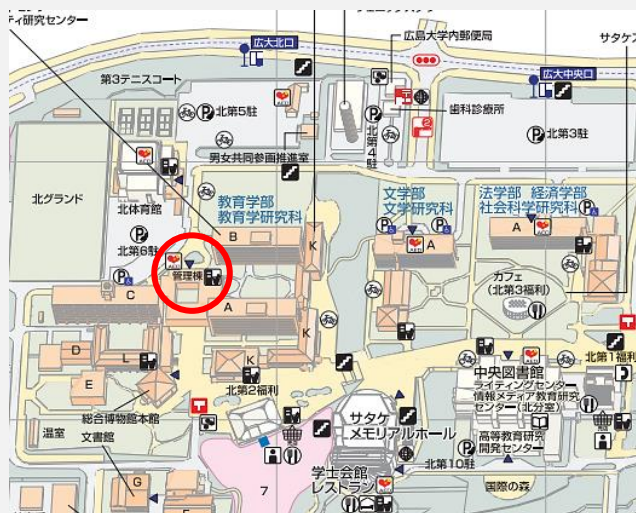 ティ研究センター
広大北口
広島大学内郵便局
サタケ
第3テニスコート
広大中央口
北第5駐
歯科診療所
北第4駐
北第3駐
男女共同参画推進室
北グランド
教育学部
教育学研究科
文学部
文学研究科
法学部 経済学部
社会科学研究科
北体育館
B
K
A
A
北第6駐
管理棟
カフェ
(北第3福利)
C
A
K
D
L
K
北第1福利
E
北第2福利
中央図書館
ライティングセンター
情報メディア教育研究
センター(北分室)
総合博物館本館
サタケ
メモリアルホール
温室
文書館
高等教育研究
開発センター
学士会館
レストラン
北第10駐
G
7
国際の森